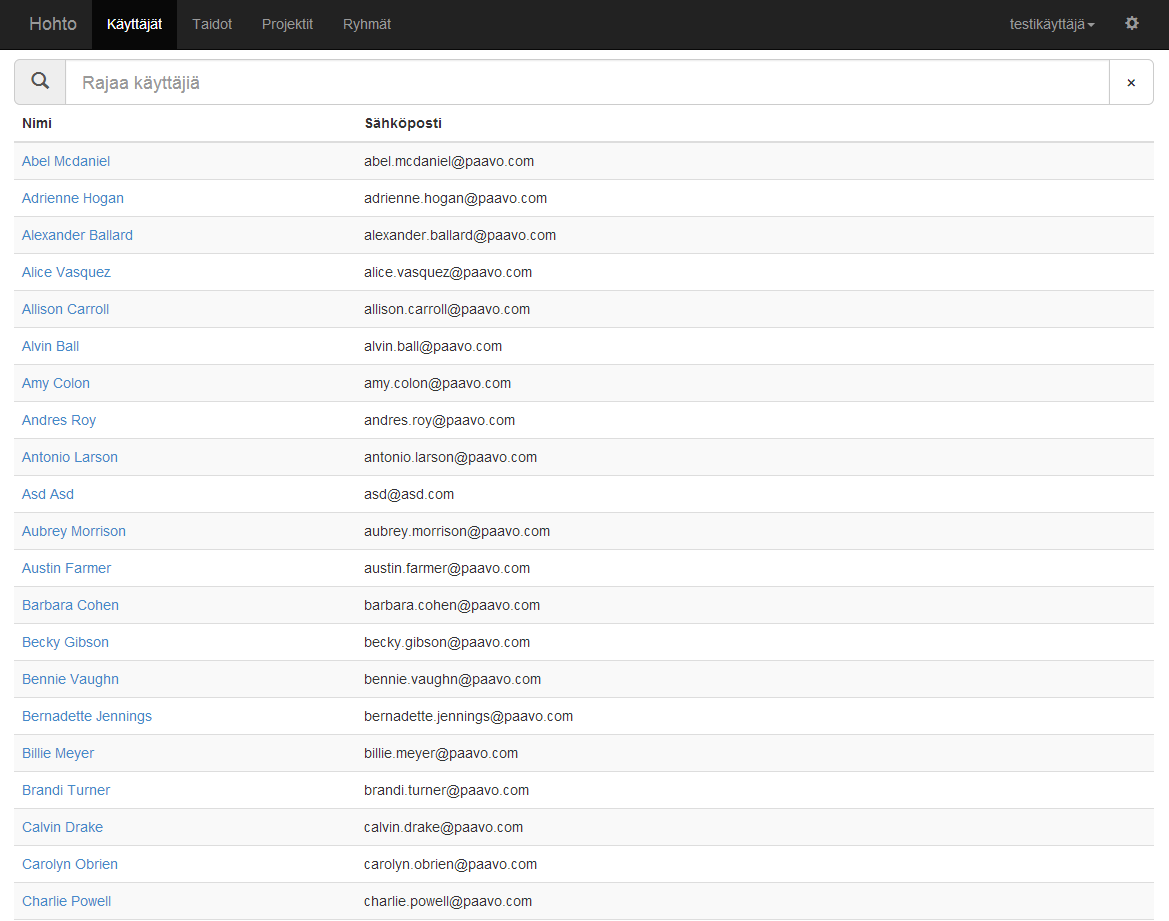 Hohto Käyttäjät Taidot Projektit Ryhmät testikäyttäjä
Rajaa käyttäjiä ×
Nimi Sähköposti
Abel Mcdaniel abel.mcdaniel@paavo.com
Adrienne Hogan adrienne.hogan@paavo.com
Alexander Ballard alexander.ballard@paavo.com
Alice Vasquez alice.vasquez@paavo.com
Allison Carroll allison.carroll@paavo.com
Alvin Ball alvin.ball@paavo.com
Amy Colon amy.colon@paavo.com
Andres Roy andres.roy@paavo.com
Antonio Larson antonio.larson@paavo.com
Asd Asd asd@asd.com
Aubrey Morrison aubrey.morrison@paavo.com
Austin Farmer austin.farmer@paavo.com
Barbara Cohen barbara.cohen@paavo.com
Becky Gibson becky.gibson@paavo.com
Bennie Vaughn bennie.vaughn@paavo.com
Bernadette Jennings bernadette.jennings@paavo.com
Billie Meyer billie.meyer@paavo.com
Brandi Turner brandi.turner@paavo.com
Calvin Drake calvin.drake@paavo.com
Carolyn Obrien carolyn.obrien@paavo.com
Charlie Powell charlie.powell@paavo.com